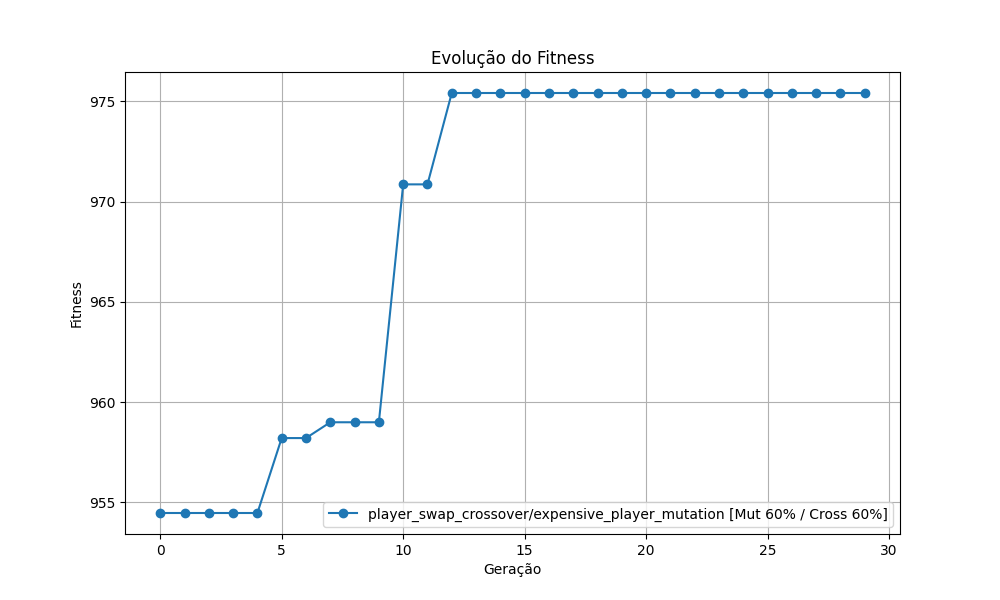 Evolução do Fitness
Fitness
975
970
965
960
955
player_swap_crossover/expensive_player_mutation [Mut 60% / Cross 60%]
0 5 10 15 20 25 30
Geração